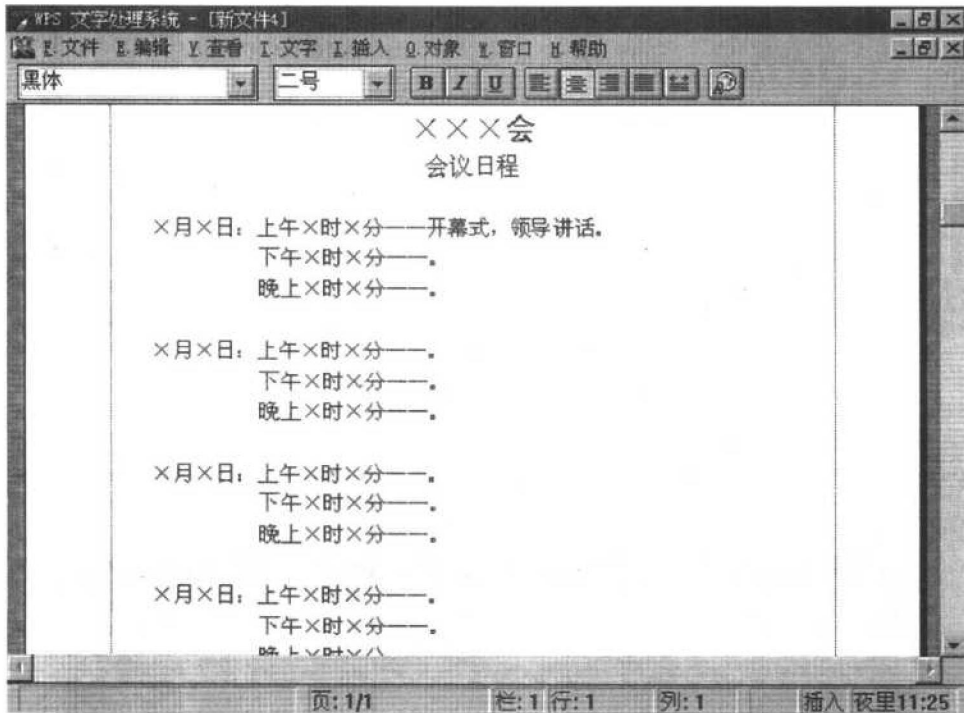 WPS 文字处理系统 - [新文件4]
F.文件 E.编辑 V.查看 T.文字 I.插入 O.对象 W.窗口 H.帮助
黑体 二号 B I U
×××会
会议日程
×月×日：上午×时×分——开幕式，领导讲话。
下午×时×分——。
晚上×时×分——。
×月×日：上午×时×分——。
下午×时×分——。
晚上×时×分——。
×月×日：上午×时×分——。
下午×时×分——。
晚上×时×分——。
×月×日：上午×时×分——。
下午×时×分——。
晚上×时×分
页:1/1 栏:1 行:1 列:1 插入 夜里11:25